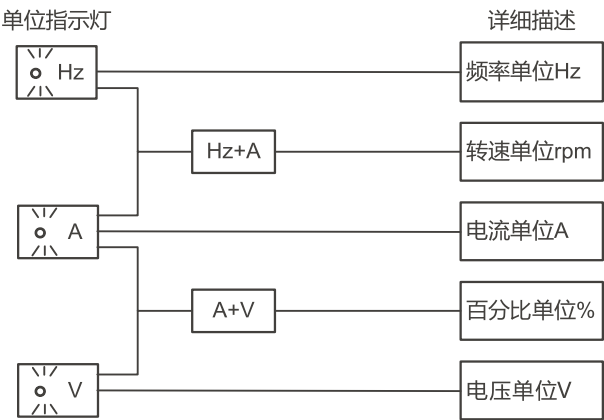 单位指示灯
详细描述
Hz
频率单位Hz
Hz+A
转速单位rpm
A
电流单位A
A+V
百分比单位%
V
电压单位V